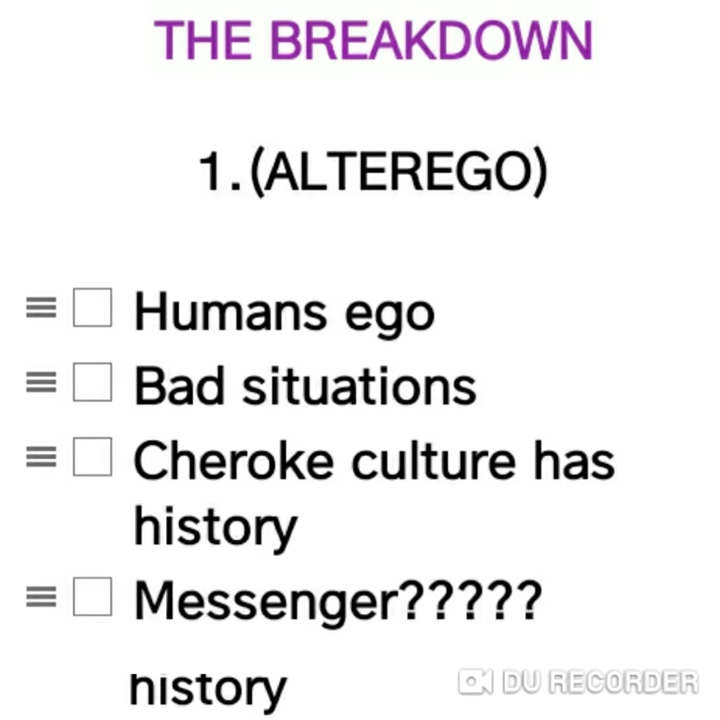 THE BREAKDOWN
1.(ALTEREGO)
Humans ego
Bad situations
Cheroke culture has
history
Messenger?????
history
DU RECORDER